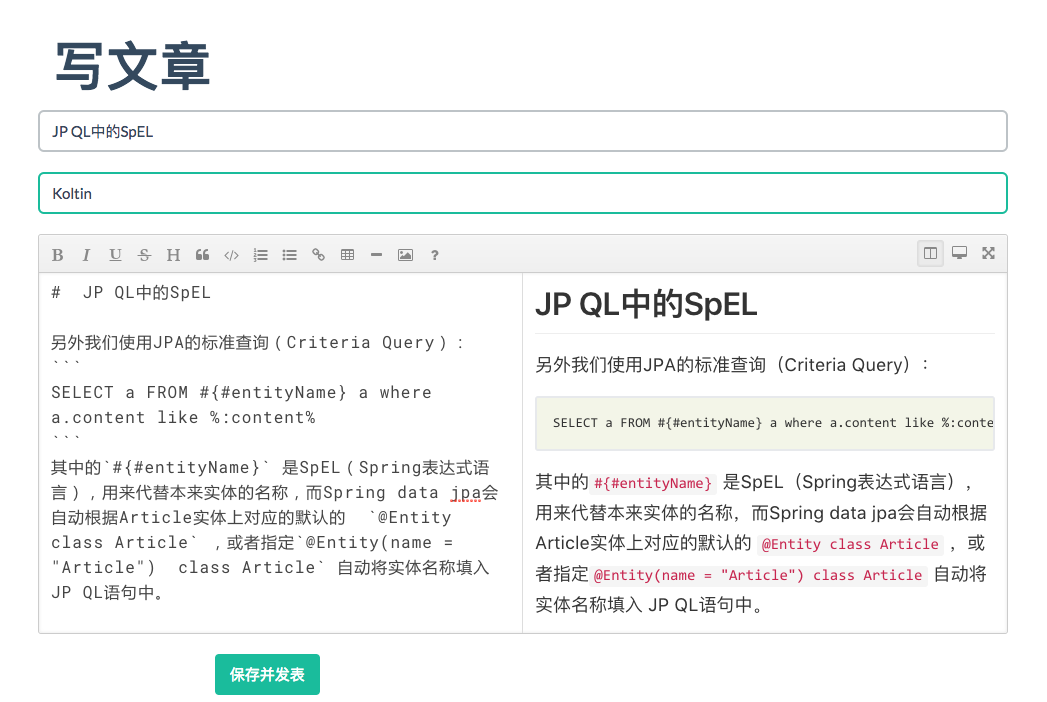 写文章
JP QL中的SpEL
Koltin
B I U S H ?
# JP QL中的SpEL
另外我们使用JPA的标准查询（Criteria Query）：
```
SELECT a FROM #{#entityName} a where
a.content like %:content%
```
其中的`#{#entityName}` 是SpEL（Spring表达式语
言），用来代替本来实体的名称，而Spring data jpa会
自动根据Article实体上对应的默认的 `@Entity
class Article` ，或者指定`@Entity(name =
"Article") class Article` 自动将实体名称填入
JP QL语句中。
JP QL中的SpEL
另外我们使用JPA的标准查询（Criteria Query）：
SELECT a FROM #{#entityName} a where a.content like %:conte
其中的 #{#entityName} 是SpEL（Spring表达式语言），
用来代替本来实体的名称，而Spring data jpa会自动根据
Article实体上对应的默认的 @Entity class Article ，或
者指定 @Entity(name = "Article") class Article 自动将
实体名称填入 JP QL语句中。
保存并发表